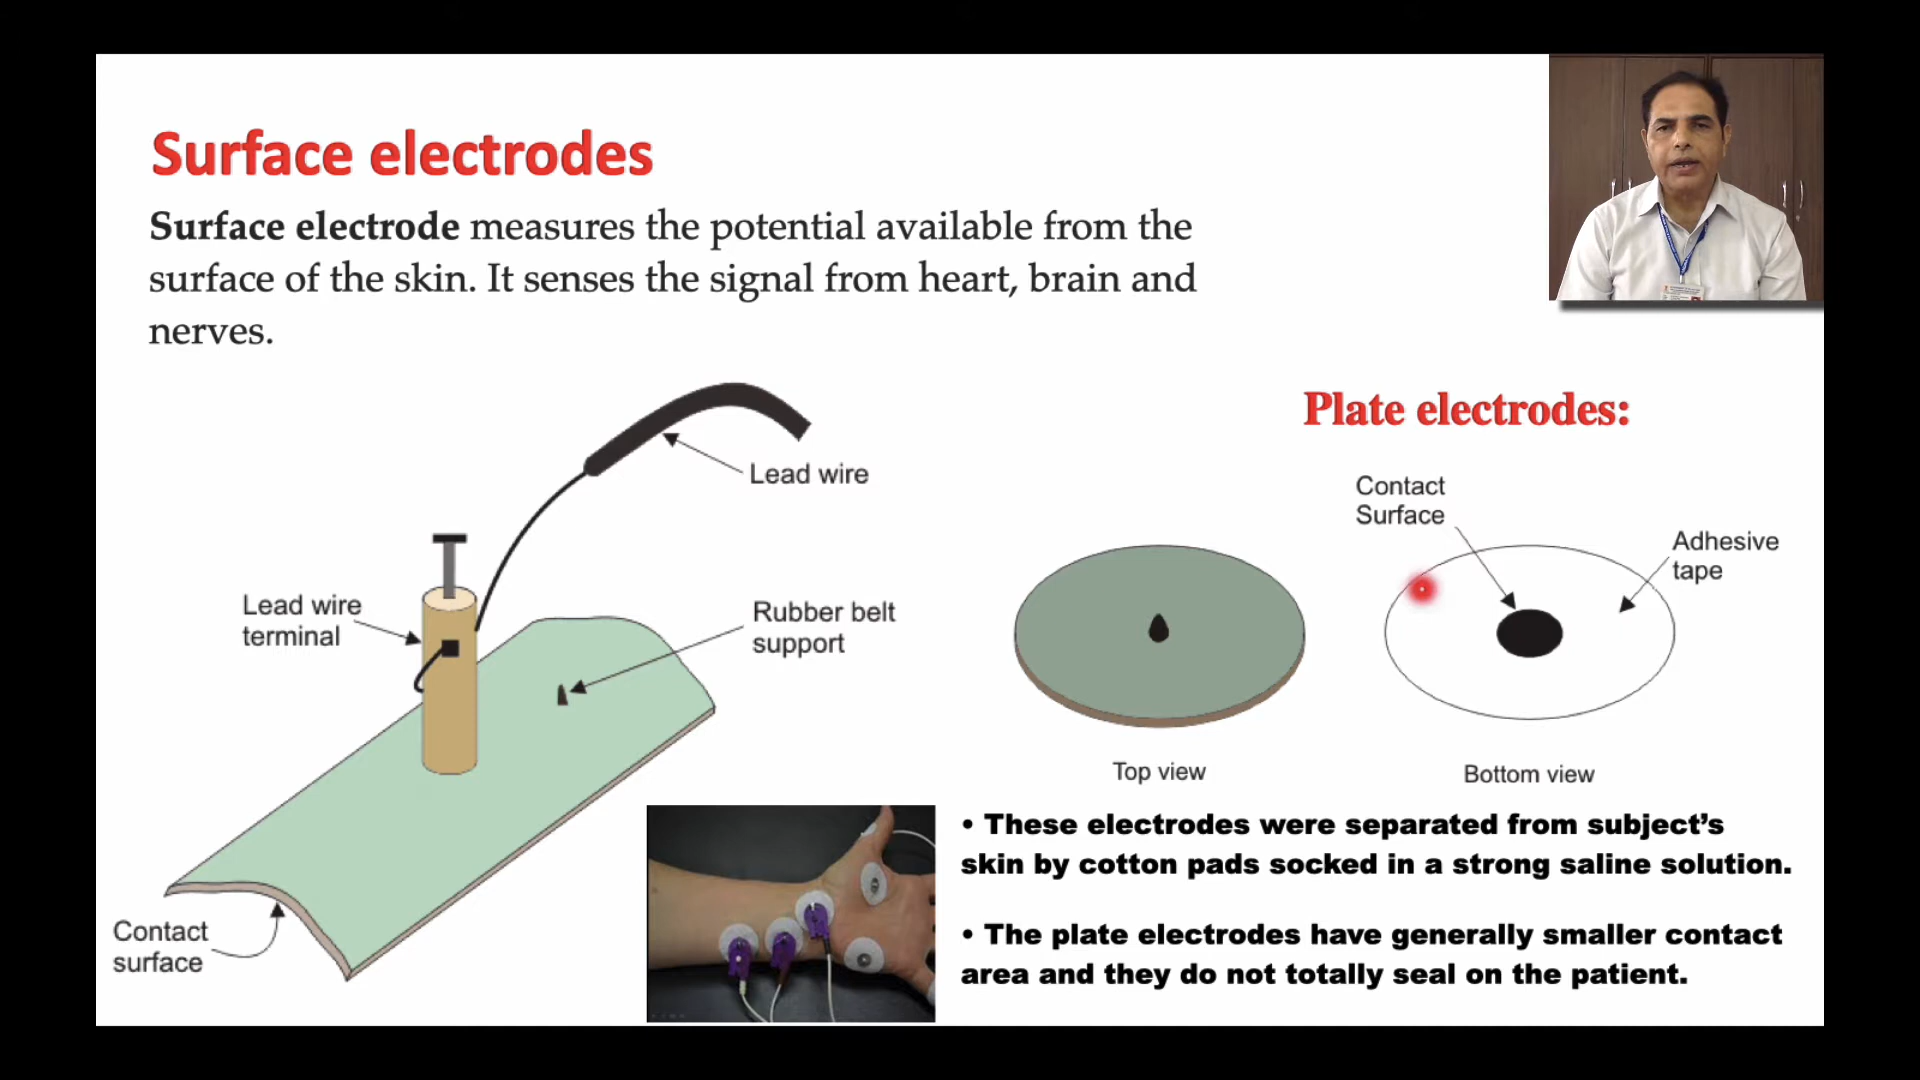 Surface electrodes
Surface electrode measures the potential available from the
surface of the skin. It senses the signal from heart, brain and
nerves.
Lead wire
Lead wire
terminal
Rubber belt
support
Contact
surface
Plate electrodes:
Contact
Surface
Adhesive
tape
Top view
Bottom view
• These electrodes were separated from subject's
skin by cotton pads socked in a strong saline solution.
• The plate electrodes have generally smaller contact
area and they do not totally seal on the patient.